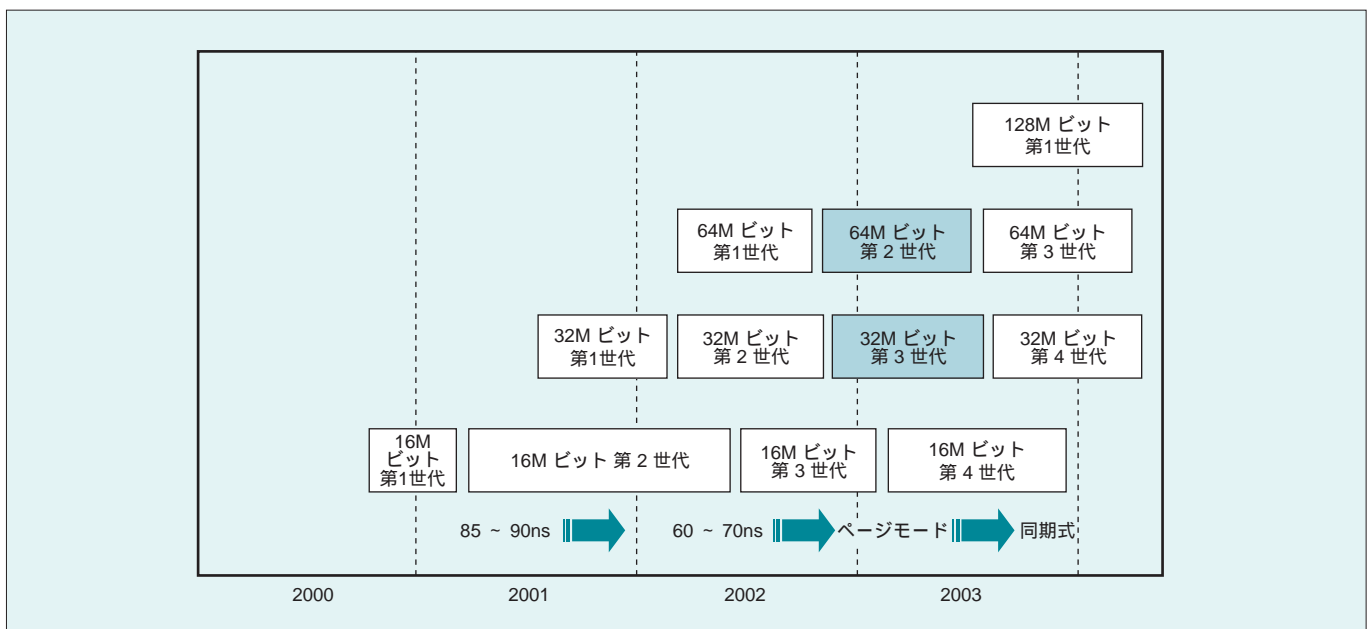 128M ビット
第1世代
64M ビット
第1世代
64M ビット
第 2 世代
64M ビット
第 3 世代
32M ビット
第1世代
32M ビット
第 2 世代
32M ビット
第 3 世代
32M ビット
第 4 世代
16M
ビット
第1世代
16M ビット 第 2 世代
16M ビット
第 3 世代
16M ビット
第 4 世代
85 ~ 90ns
60 ~ 70ns
ページモード
同期式
2000
2001
2002
2003